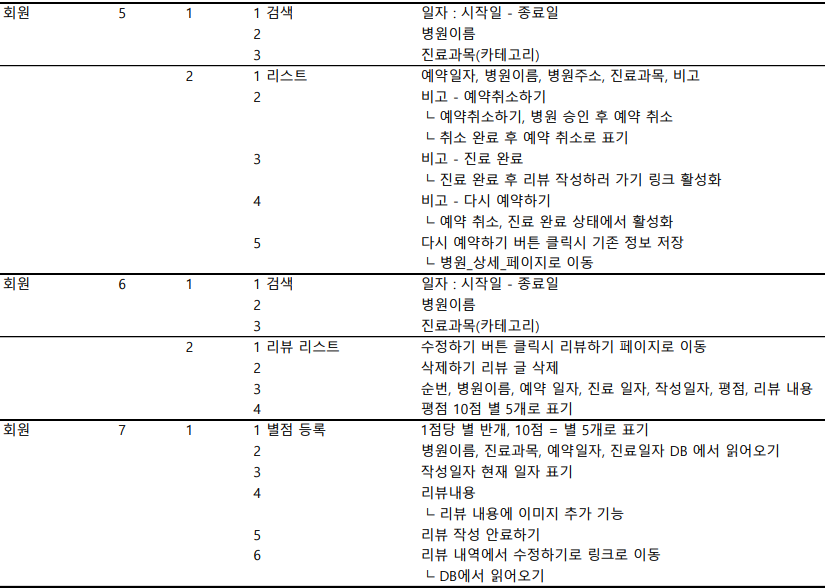 회원 5 1 1 검색 일자 : 시작일 - 종료일
2 병원이름
3 진료과목(카테고리)
2 1 리스트 예약일자, 병원이름, 병원주소, 진료과목, 비고
2 비고 - 예약취소하기
ㄴ 예약취소하기, 병원 승인 후 예약 취소
ㄴ 취소 완료 후 예약 취소로 표기
3 비고 - 진료 완료
ㄴ 진료 완료 후 리뷰 작성하러 가기 링크 활성화
4 비고 - 다시 예약하기
ㄴ 예약 취소, 진료 완료 상태에서 활성화
5 다시 예약하기 버튼 클릭시 기존 정보 저장
ㄴ 병원_상세_페이지로 이동
회원 6 1 1 검색 일자 : 시작일 - 종료일
2 병원이름
3 진료과목(카테고리)
2 1 리뷰 리스트 수정하기 버튼 클릭시 리뷰하기 페이지로 이동
2 삭제하기 리뷰 글 삭제
3 순번, 병원이름, 예약 일자, 진료 일자, 작성일자, 평점, 리뷰 내용
4 평점 10점 별 5개로 표기
회원 7 1 1 별점 등록 1점당 별 반개, 10점 = 별 5개로 표기
2 병원이름, 진료과목, 예약일자, 진료일자 DB 에서 읽어오기
3 작성일자 현재 일자 표기
4 리뷰내용
ㄴ 리뷰 내용에 이미지 추가 기능
5 리뷰 작성 안료하기
6 리뷰 내역에서 수정하기로 링크로 이동
ㄴ DB에서 읽어오기